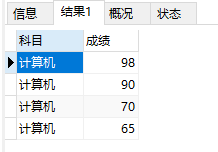 信息 结果1 概况 状态
科目 成绩
计算机 98
计算机 90
计算机 70
计算机 65